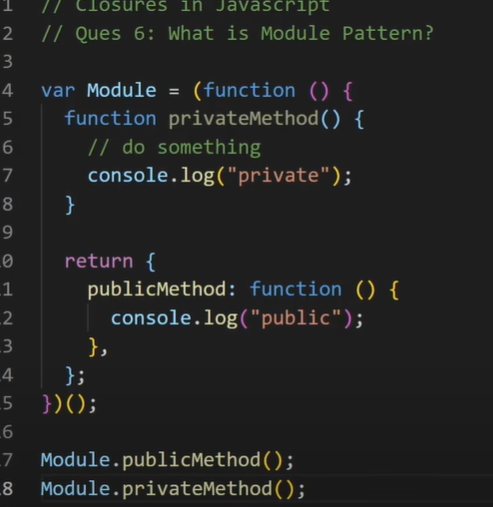 1 // Closures in Javascript
2 // Ques 6: What is Module Pattern?
3
4 var Module = (function () {
5 function privateMethod() {
6 // do something
7 console.log("private");
8 }
9
0 return {
1 publicMethod: function () {
2 console.log("public");
3 },
4 };
5 })();
6
7 Module.publicMethod();
8 Module.privateMethod();